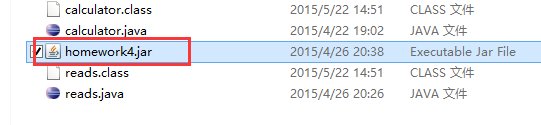 calculator.class 2015/5/22 14:51 CLASS 文件
calculator.java 2015/4/22 19:02 JAVA 文件
homework4.jar 2015/4/26 20:38 Executable Jar File
reads.class 2015/5/22 14:51 CLASS 文件
reads.java 2015/4/26 20:26 JAVA 文件